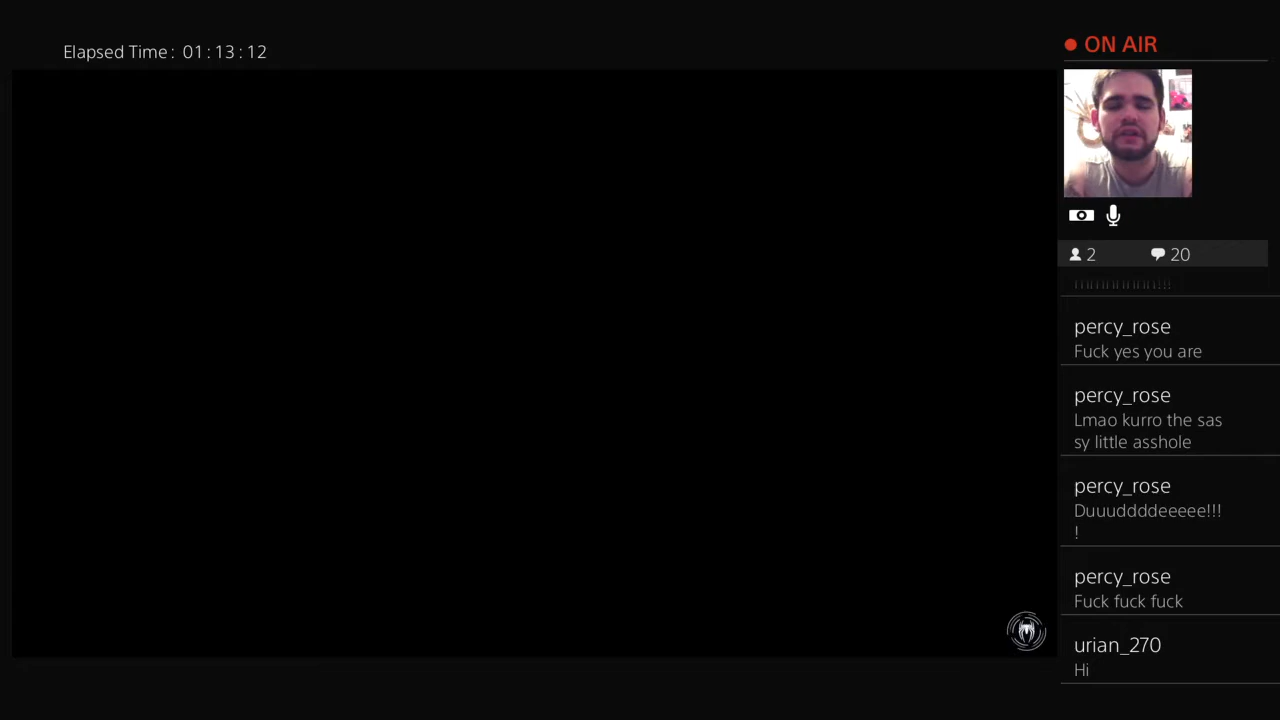 Elapsed Time: 01:13:12
ON AIR
2 20
percy_rose
Fuck yes you are
percy_rose
Lmao kurro the sas
sy little asshole
percy_rose
Duuuddddeeeee!!!
!
percy_rose
Fuck fuck fuck
urian_270
Hi